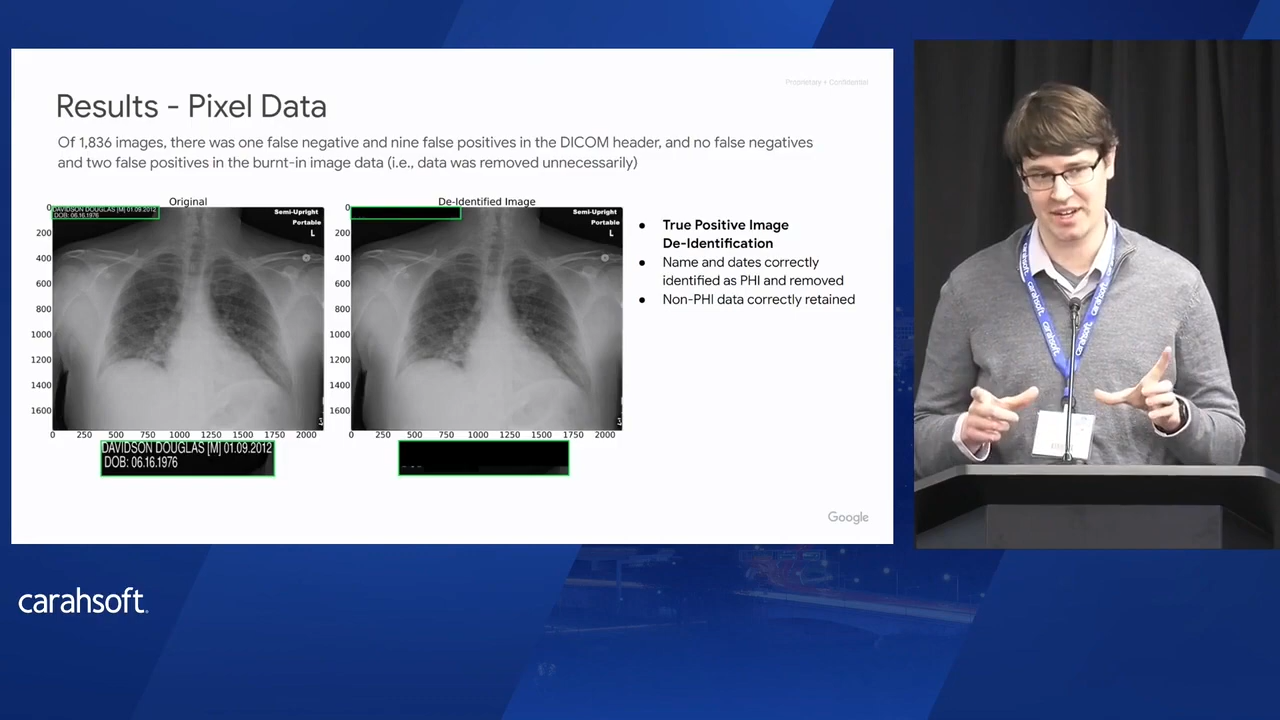 Proprietary + Confidential
Results - Pixel Data
Of 1,836 images, there was one false negative and nine false positives in the DICOM header, and no false negatives
and two false positives in the burnt-in image data (i.e., data was removed unnecessarily)
Original
DAVIDSON DOUGLAS [M] 01.09.2012
DOB: 06.16.1976
Semi-Upright
Portable
L
0
200
400
600
800
1000
1200
1400
1600
0 250 500 750 1000 1250 1500 1750 2000
DAVIDSON DOUGLAS [M] 01.09.2012
DOB: 06.16.1976
De-Identified Image
Semi-Upright
Portable
L
0
200
400
600
800
1000
1200
1400
1600
0 250 500 750 1000 1250 1500 1750 2000
● True Positive Image
De-Identification
● Name and dates correctly
identified as PHI and removed
● Non-PHI data correctly retained
Google
carahsoft
carahsoft
carahsoft
carahsoft
carahsoft.